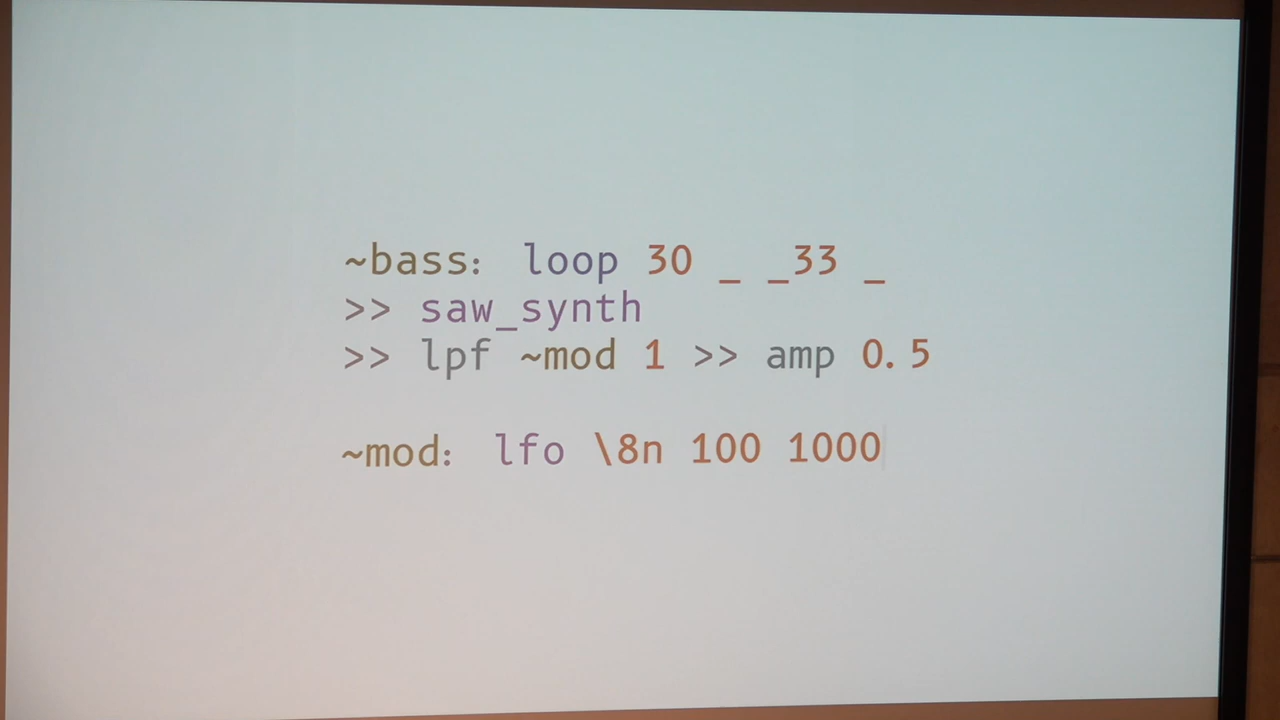 ~bass: loop 30 _ _33 _
>> saw_synth
>> lpf ~mod 1 >> amp 0.5
~mod: lfo \8n 100 1000